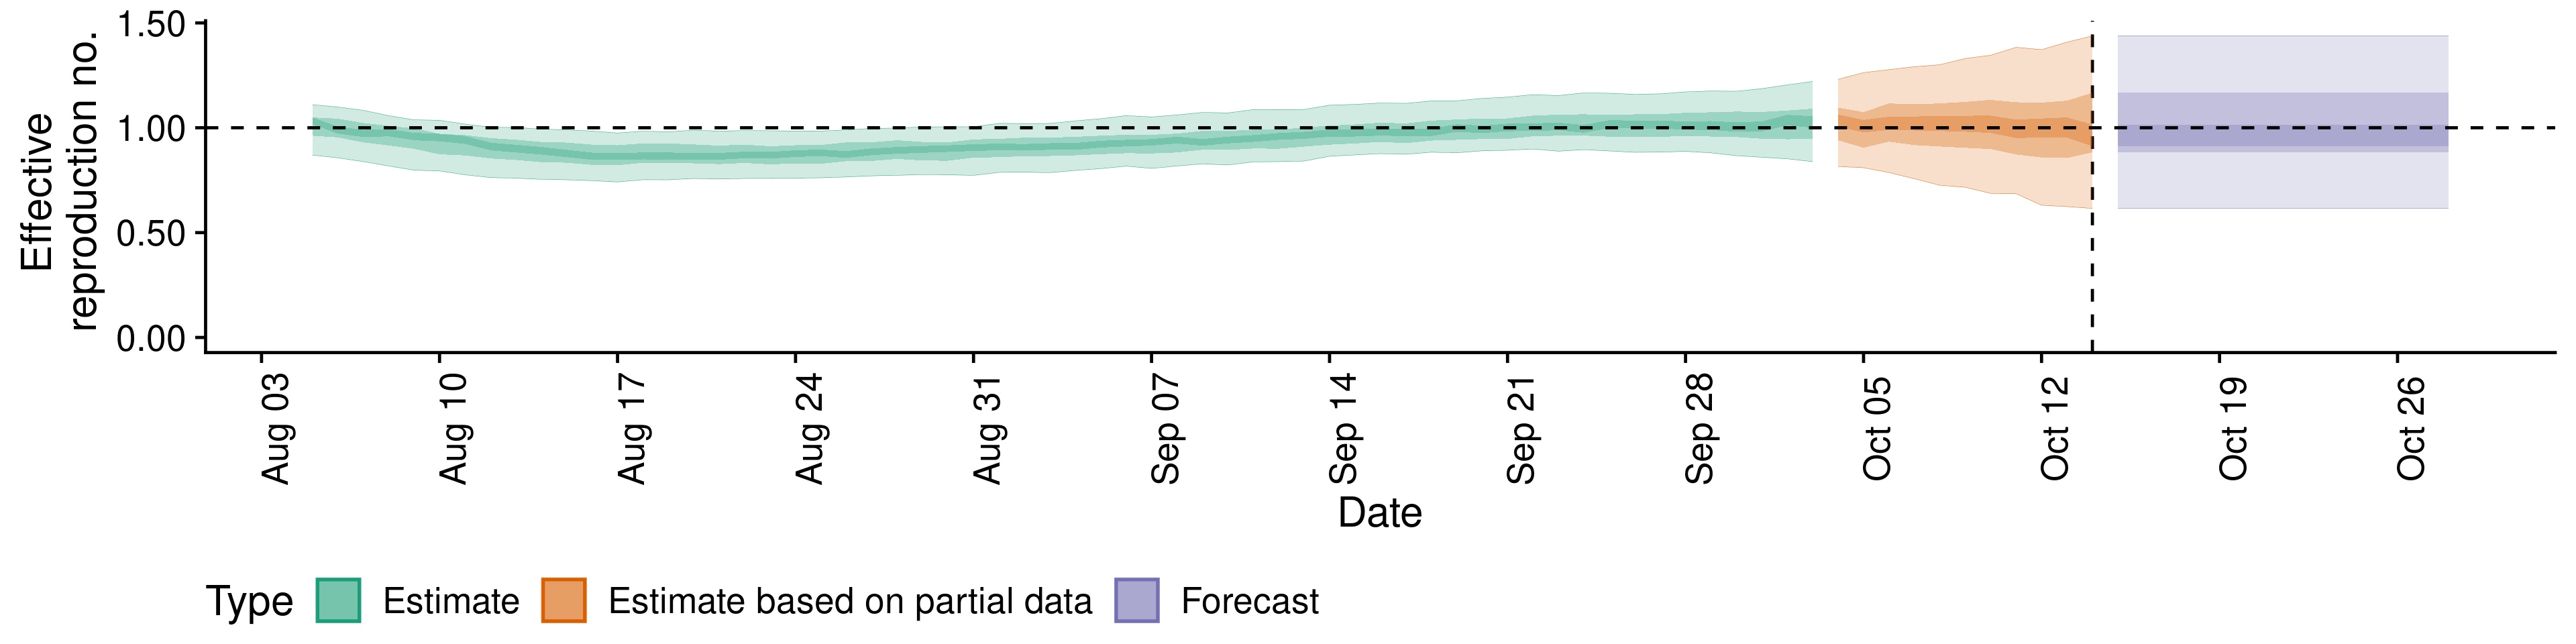 Effective
reproduction no.
1.50
1.00
0.50
0.00
Aug 03
Aug 10
Aug 17
Aug 24
Aug 31
Sep 07
Sep 14
Sep 21
Sep 28
Oct 05
Oct 12
Oct 19
Oct 26
Date
Type Estimate Estimate based on partial data Forecast